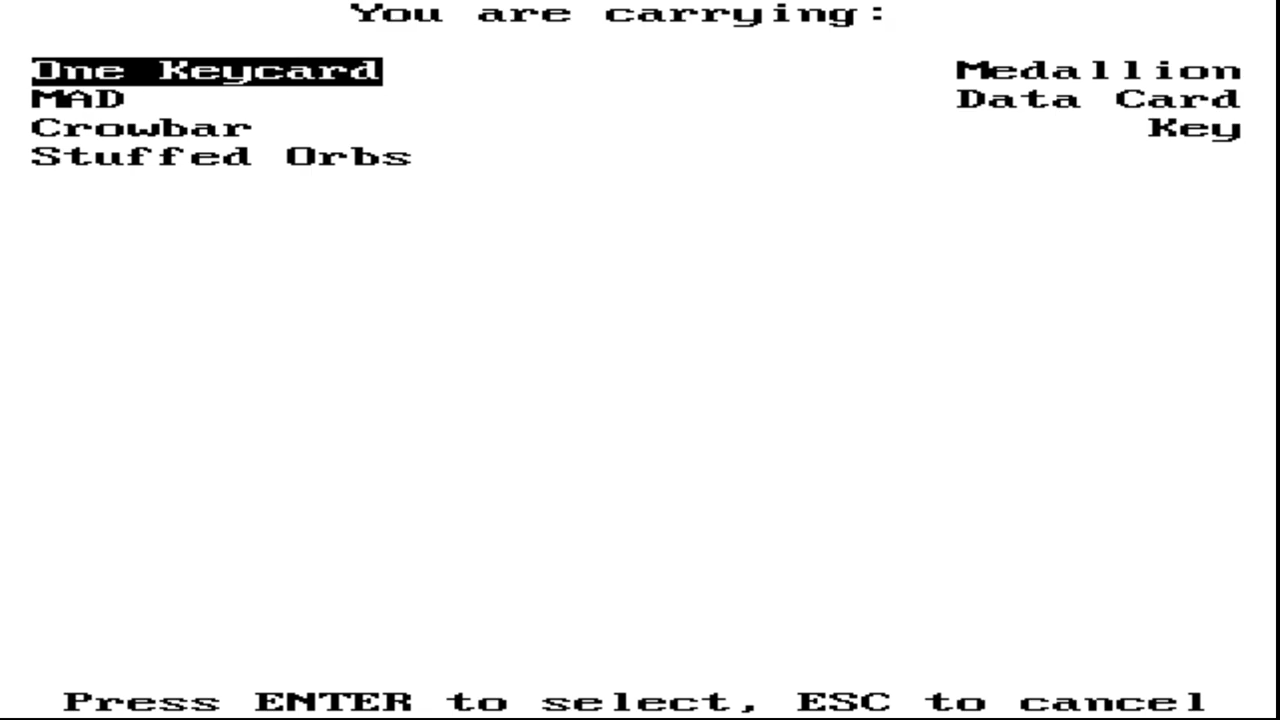 You are carrying:
One Keycard Medallion
MAD Data Card
Crowbar Key
Stuffed Orbs
Press ENTER to select, ESC to cancel